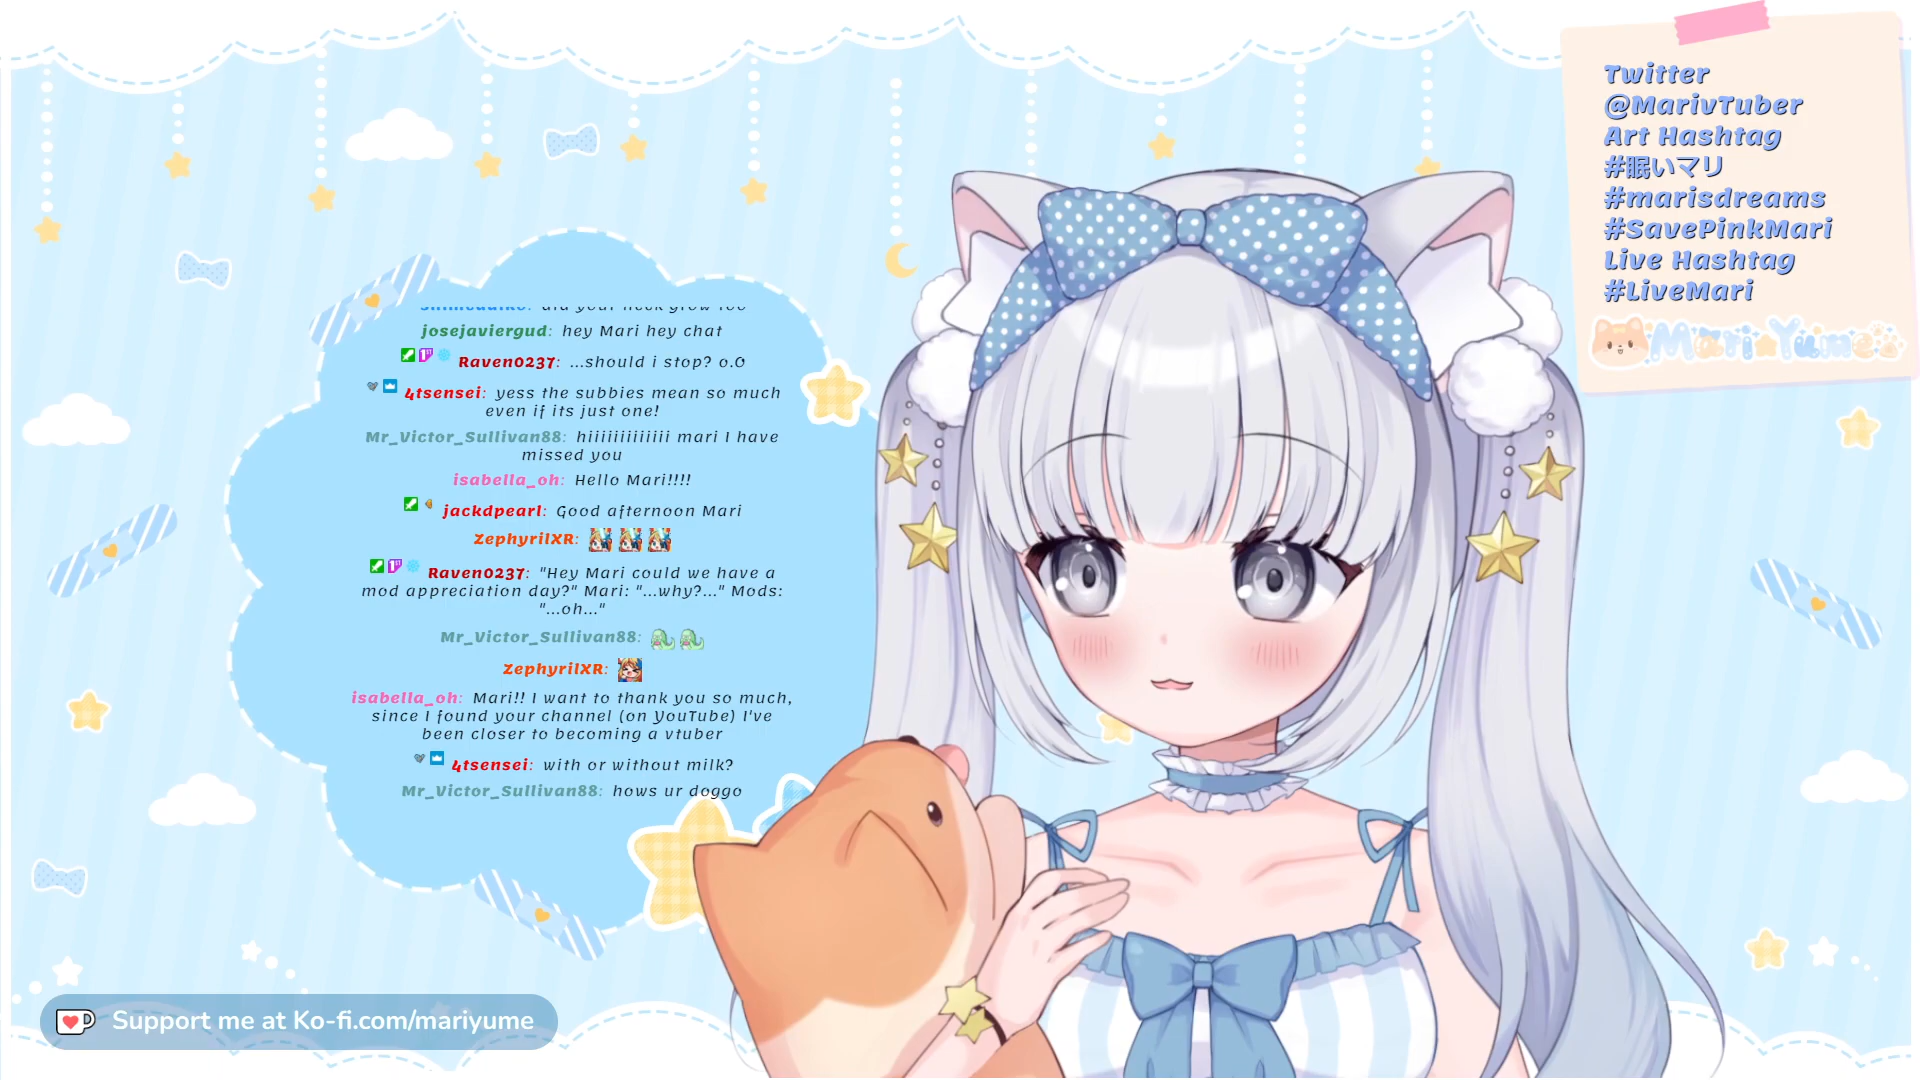 josejaviergud: hey Mari hey chat
Raven0237: ...should i stop? o.O
4tsensei: yess the subbies mean so much
even if its just one!
Mr_Victor_Sullivan88: hiiiiiiiiiiiii mari I have
missed you
isabella_oh: Hello Mari!!!!
jackdpearl: Good afternoon Mari
ZephyrilXR:
Raven0237: "Hey Mari could we have a
mod appreciation day?" Mari: "...why?..." Mods:
"...oh..."
Mr_Victor_Sullivan88:
ZephyrilXR:
isabella_oh: Mari!! I want to thank you so much,
since I found your channel (on YouTube) I've
been closer to becoming a vtuber
4tsensei: with or without milk?
Mr_Victor_Sullivan88: hows ur doggo
Twitter
@MarivTuber
Art Hashtag
#眠いマリ
#marisdreams
#SavePinkMari
Live Hashtag
#LiveMari
Mari Yume
Support me at Ko-fi.com/mariyume